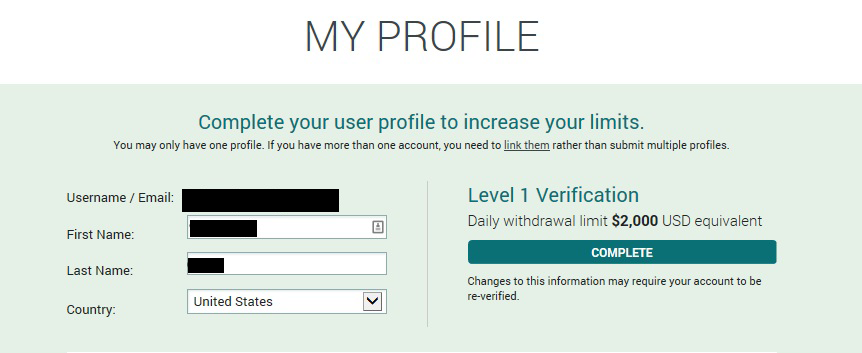 MY PROFILE
Complete your user profile to increase your limits.
You may only have one profile. If you have more than one account, you need to link them rather than submit multiple profiles.
Username / Email:
First Name:
Last Name:
Country: United States
Level 1 Verification
Daily withdrawal limit $2,000 USD equivalent
COMPLETE
Changes to this information may require your account to be
re-verified.